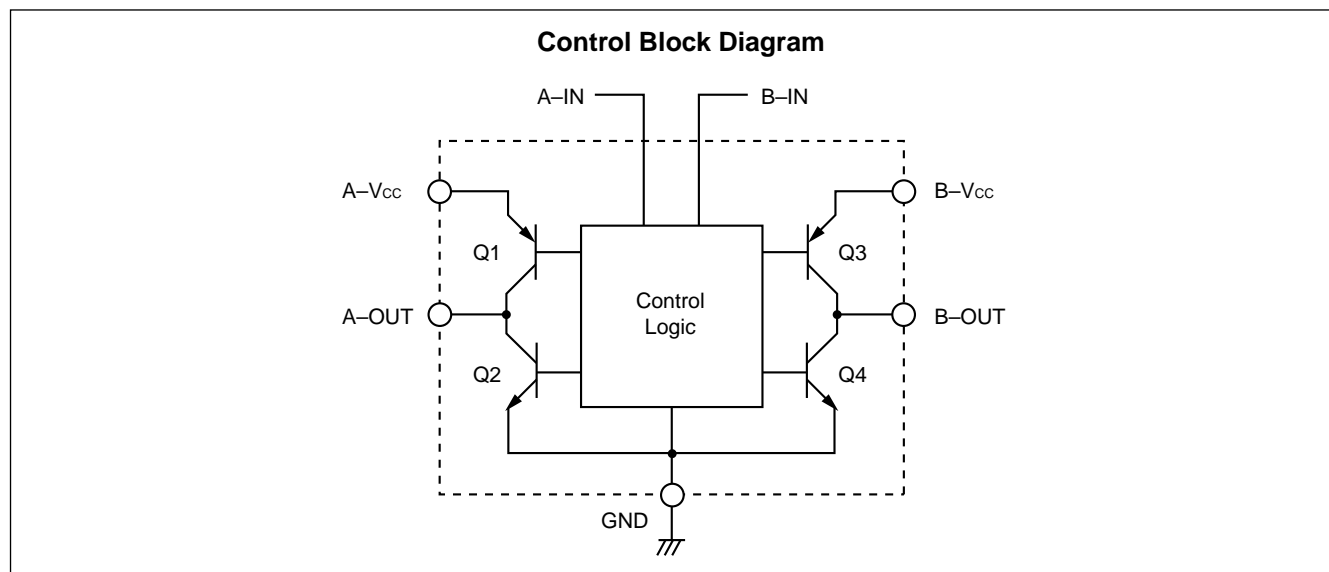 Control Block Diagram
A–IN
B–IN
A–Vcc
B–Vcc
Q1
Q3
Control
Logic
A–OUT
B–OUT
Q2
Q4
GND